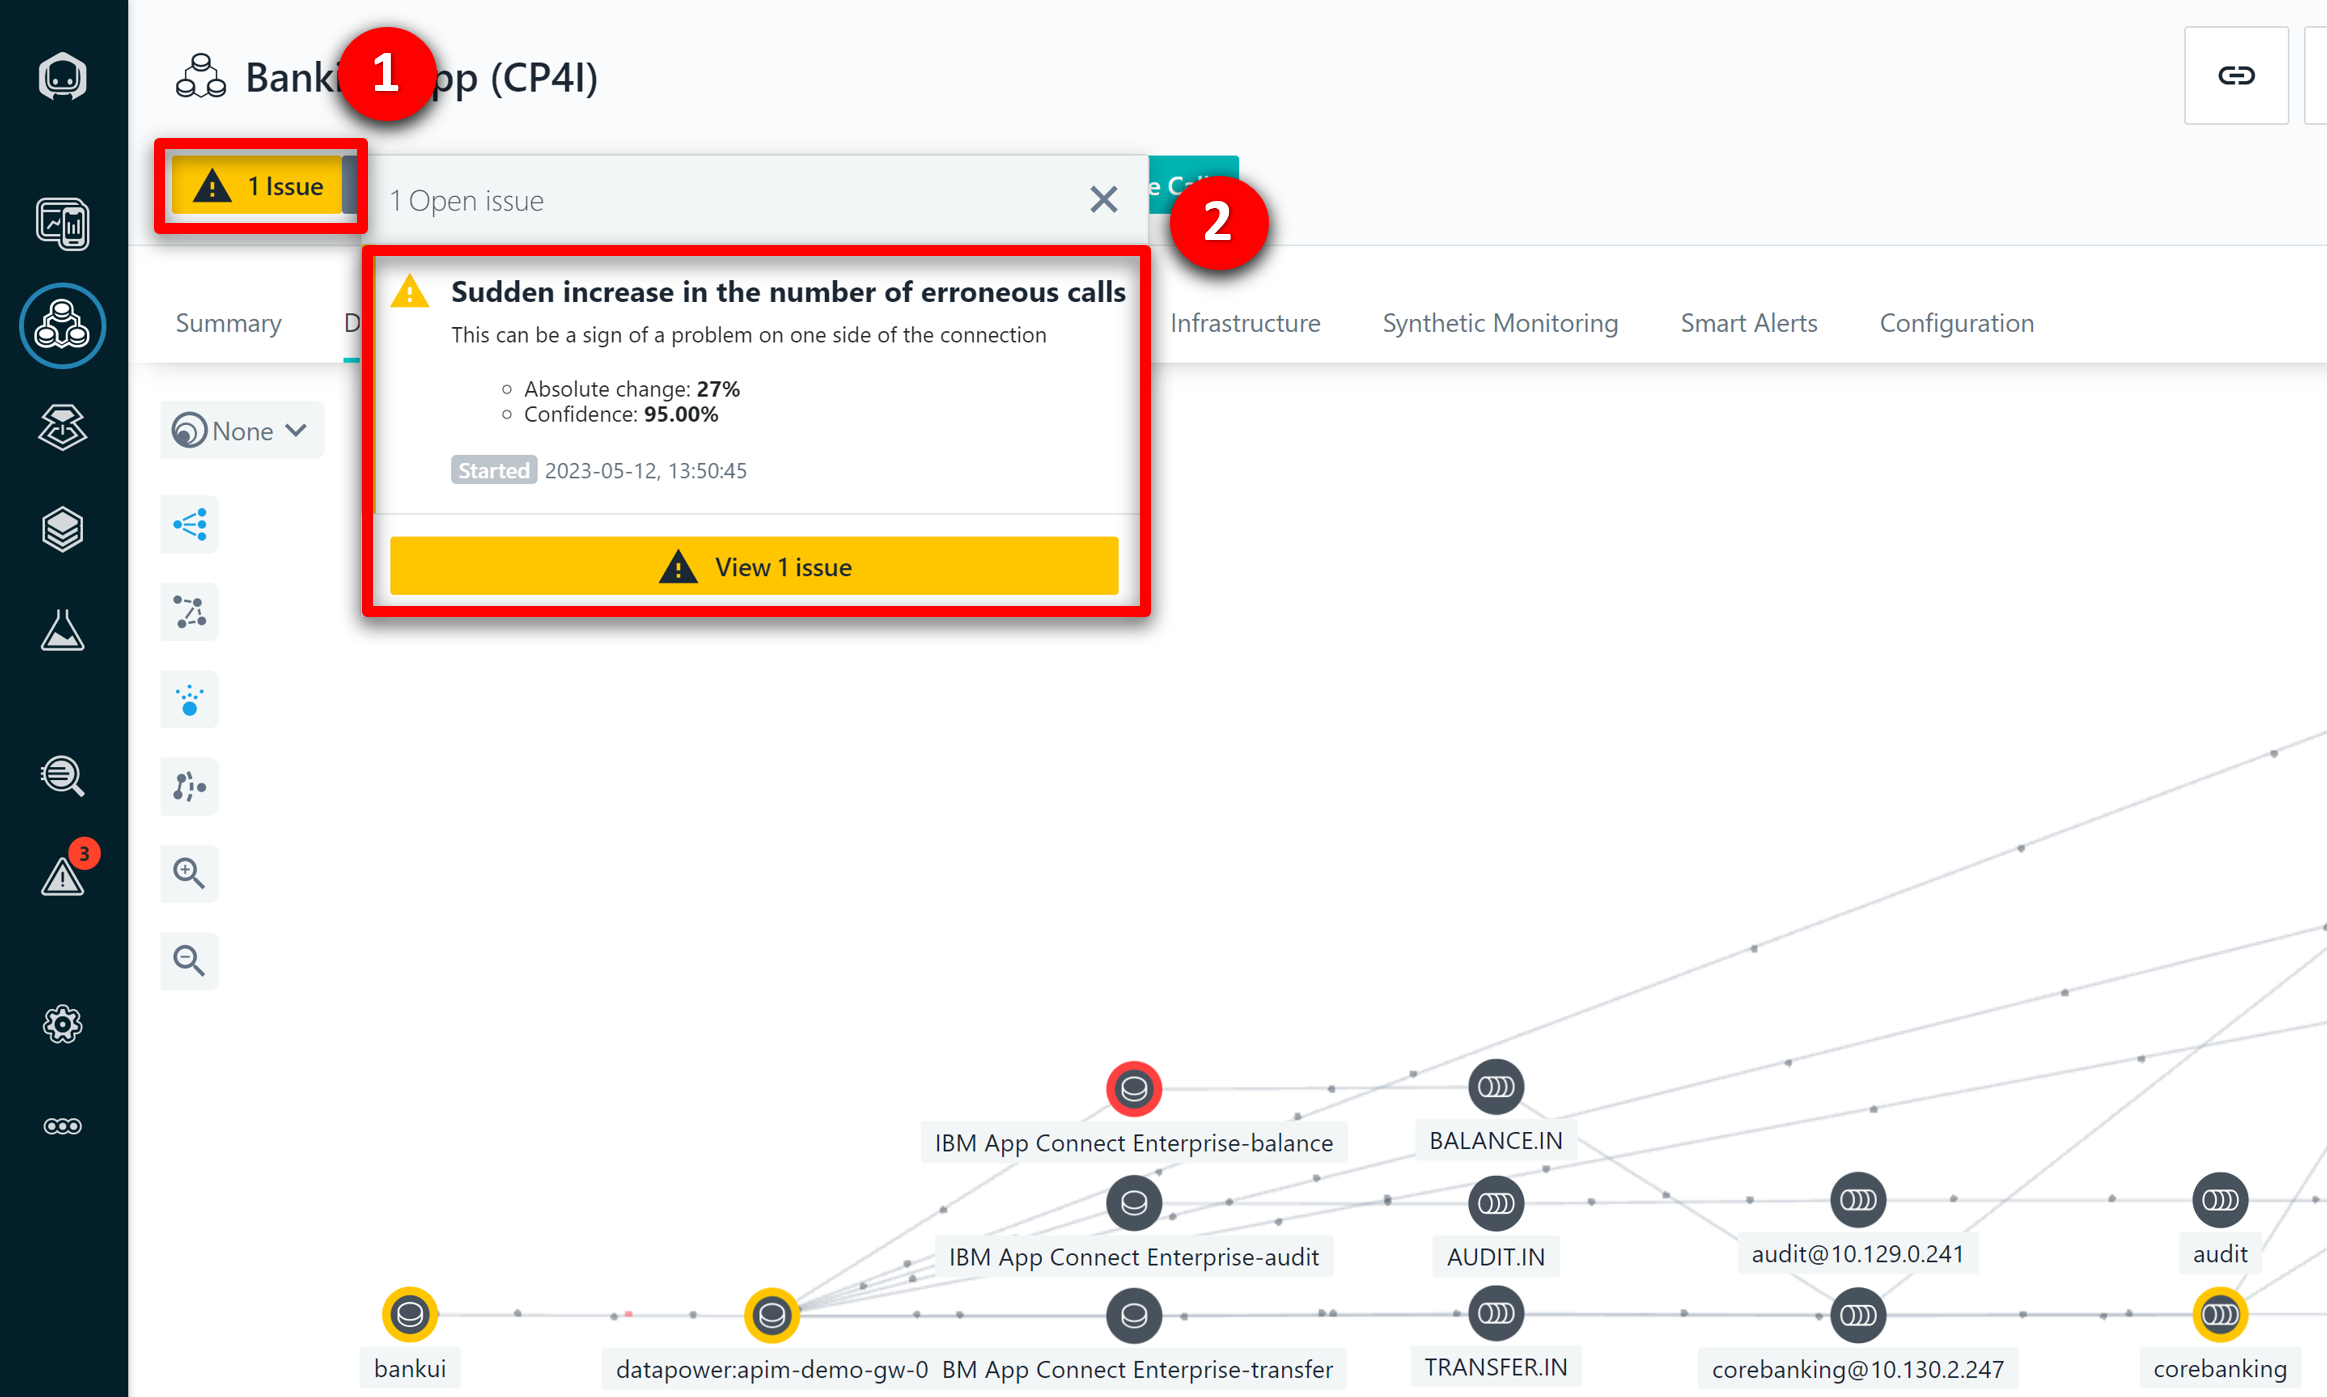 Banki pp (CP4I)
1
1 Issue
1 Open issue
e C
2
Sudden increase in the number of erroneous calls
This can be a sign of a problem on one side of the connection
Absolute change: 27%
Confidence: 95.00%
Started 2023-05-12, 13:50:45
View 1 issue
Summary
D
Infrastructure
Synthetic Monitoring
Smart Alerts
Configuration
None
3
IBM App Connect Enterprise-balance
BALANCE.IN
IBM App Connect Enterprise-audit
AUDIT.IN
audit@10.129.0.241
audit
bankui
datapower:apim-demo-gw-0
BM App Connect Enterprise-transfer
TRANSFER.IN
corebanking@10.130.2.247
corebanking